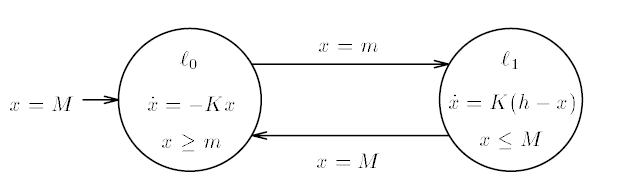 x = M
ℓ₀
ẋ = −Kx
x ≥ m
x = m
x = M
ℓ₁
ẋ = K(h − x)
x ≤ M